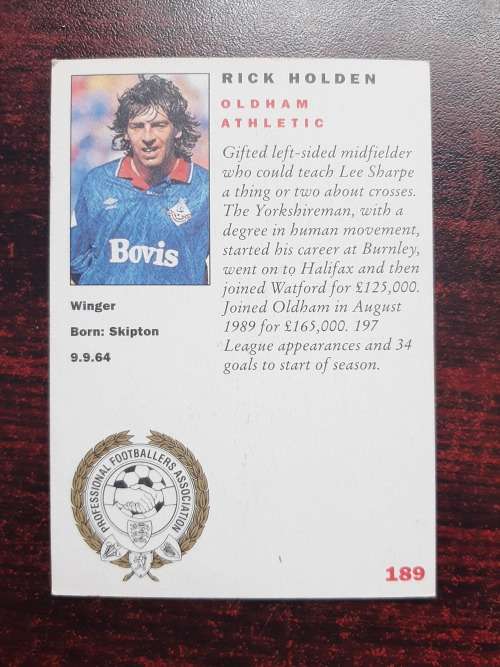 RICK HOLDEN
OLDHAM
ATHLETIC
Gifted left-sided midfielder
who could teach Lee Sharpe
a thing or two about crosses.
The Yorkshireman, with a
degree in human movement,
started his career at Burnley,
went on to Halifax and then
joined Watford for £125,000.
Joined Oldham in August
1989 for £165,000. 197
League appearances and 34
goals to start of season.
Bovis
Winger
Born: Skipton
9.9.64
PROFESSIONAL FOOTBALLERS ASSOCIATION
189